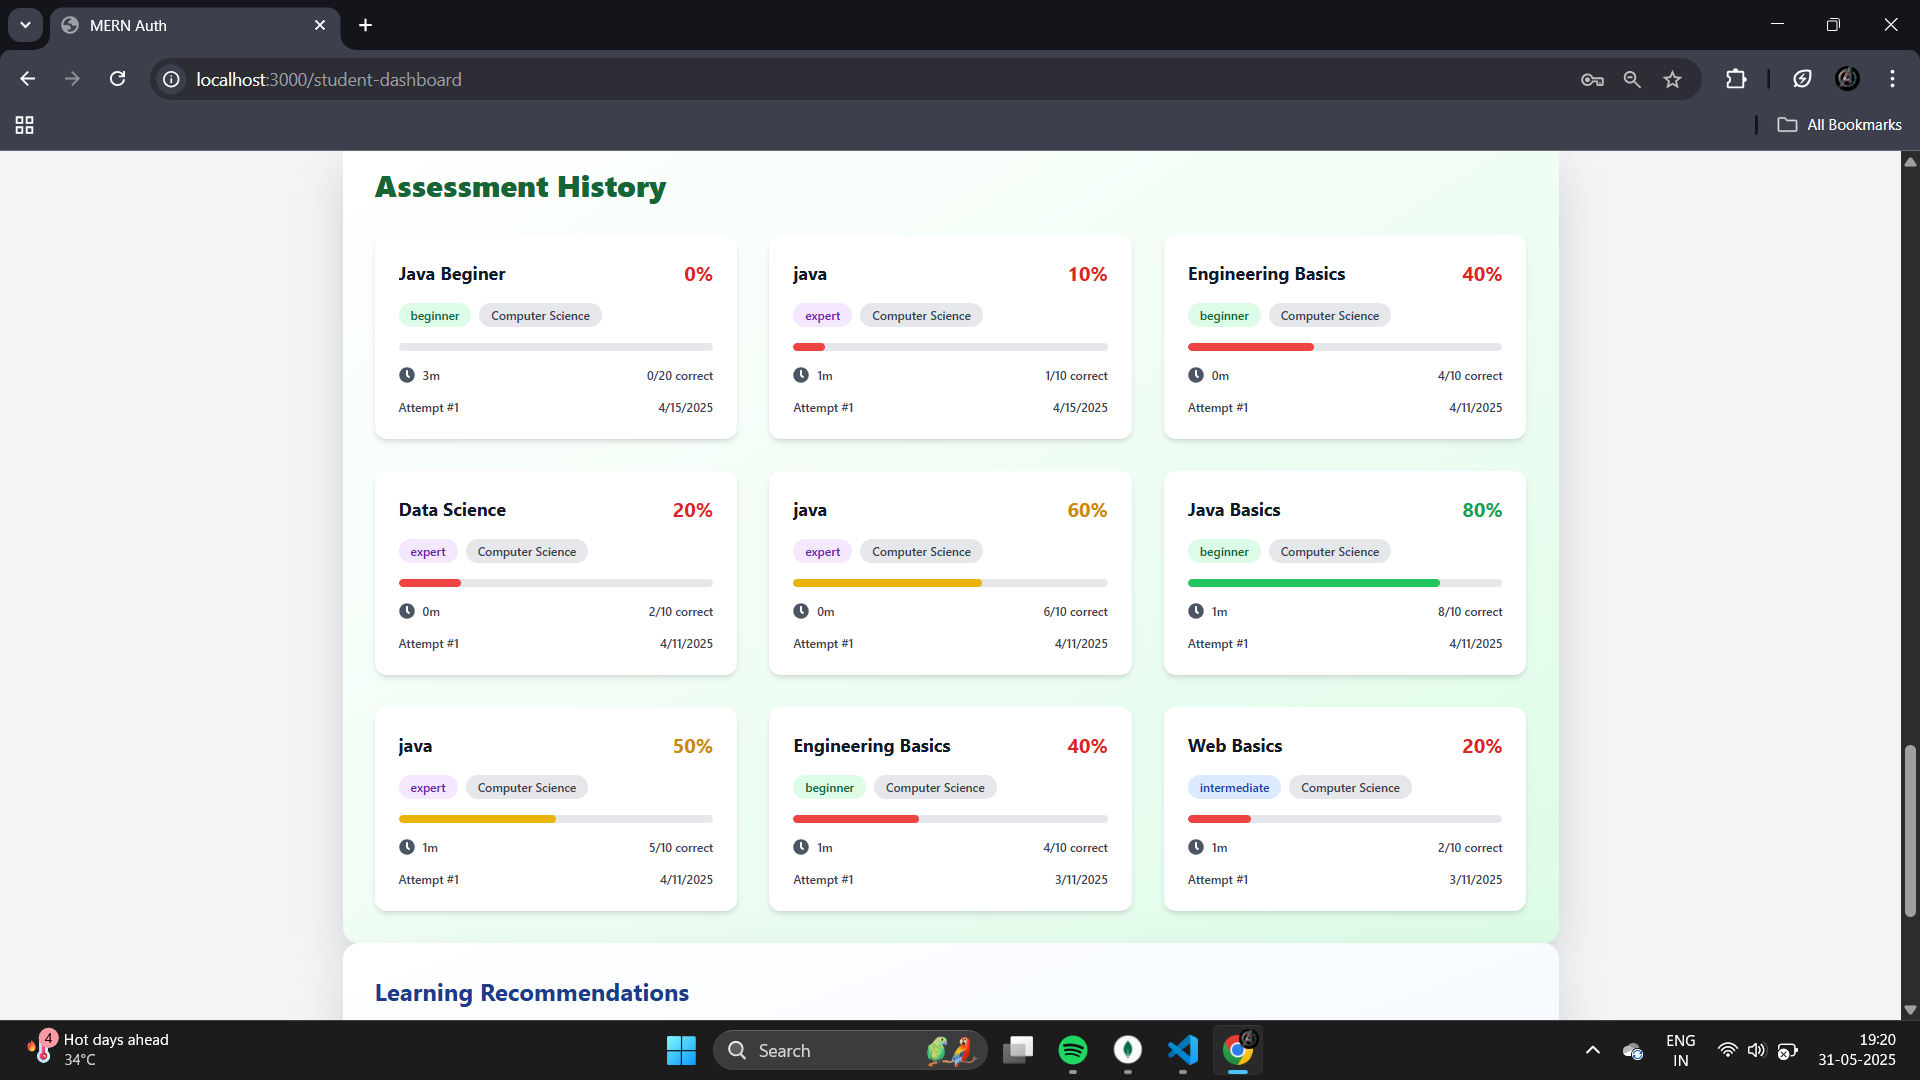 MERN Auth
localhost:3000/student-dashboard
All Bookmarks
Assessment History
Java Beginer 0%
beginner Computer Science
3m 0/20 correct
Attempt #1 4/15/2025
java 10%
expert Computer Science
1m 1/10 correct
Attempt #1 4/15/2025
Engineering Basics 40%
beginner Computer Science
0m 4/10 correct
Attempt #1 4/11/2025
Data Science 20%
expert Computer Science
0m 2/10 correct
Attempt #1 4/11/2025
java 60%
expert Computer Science
0m 6/10 correct
Attempt #1 4/11/2025
Java Basics 80%
beginner Computer Science
1m 8/10 correct
Attempt #1 4/11/2025
java 50%
expert Computer Science
1m 5/10 correct
Attempt #1 4/11/2025
Engineering Basics 40%
beginner Computer Science
1m 4/10 correct
Attempt #1 3/11/2025
Web Basics 20%
intermediate Computer Science
1m 2/10 correct
Attempt #1 3/11/2025
Learning Recommendations
4
Hot days ahead
34°C
Search
ENG
IN
19:20
31-05-2025